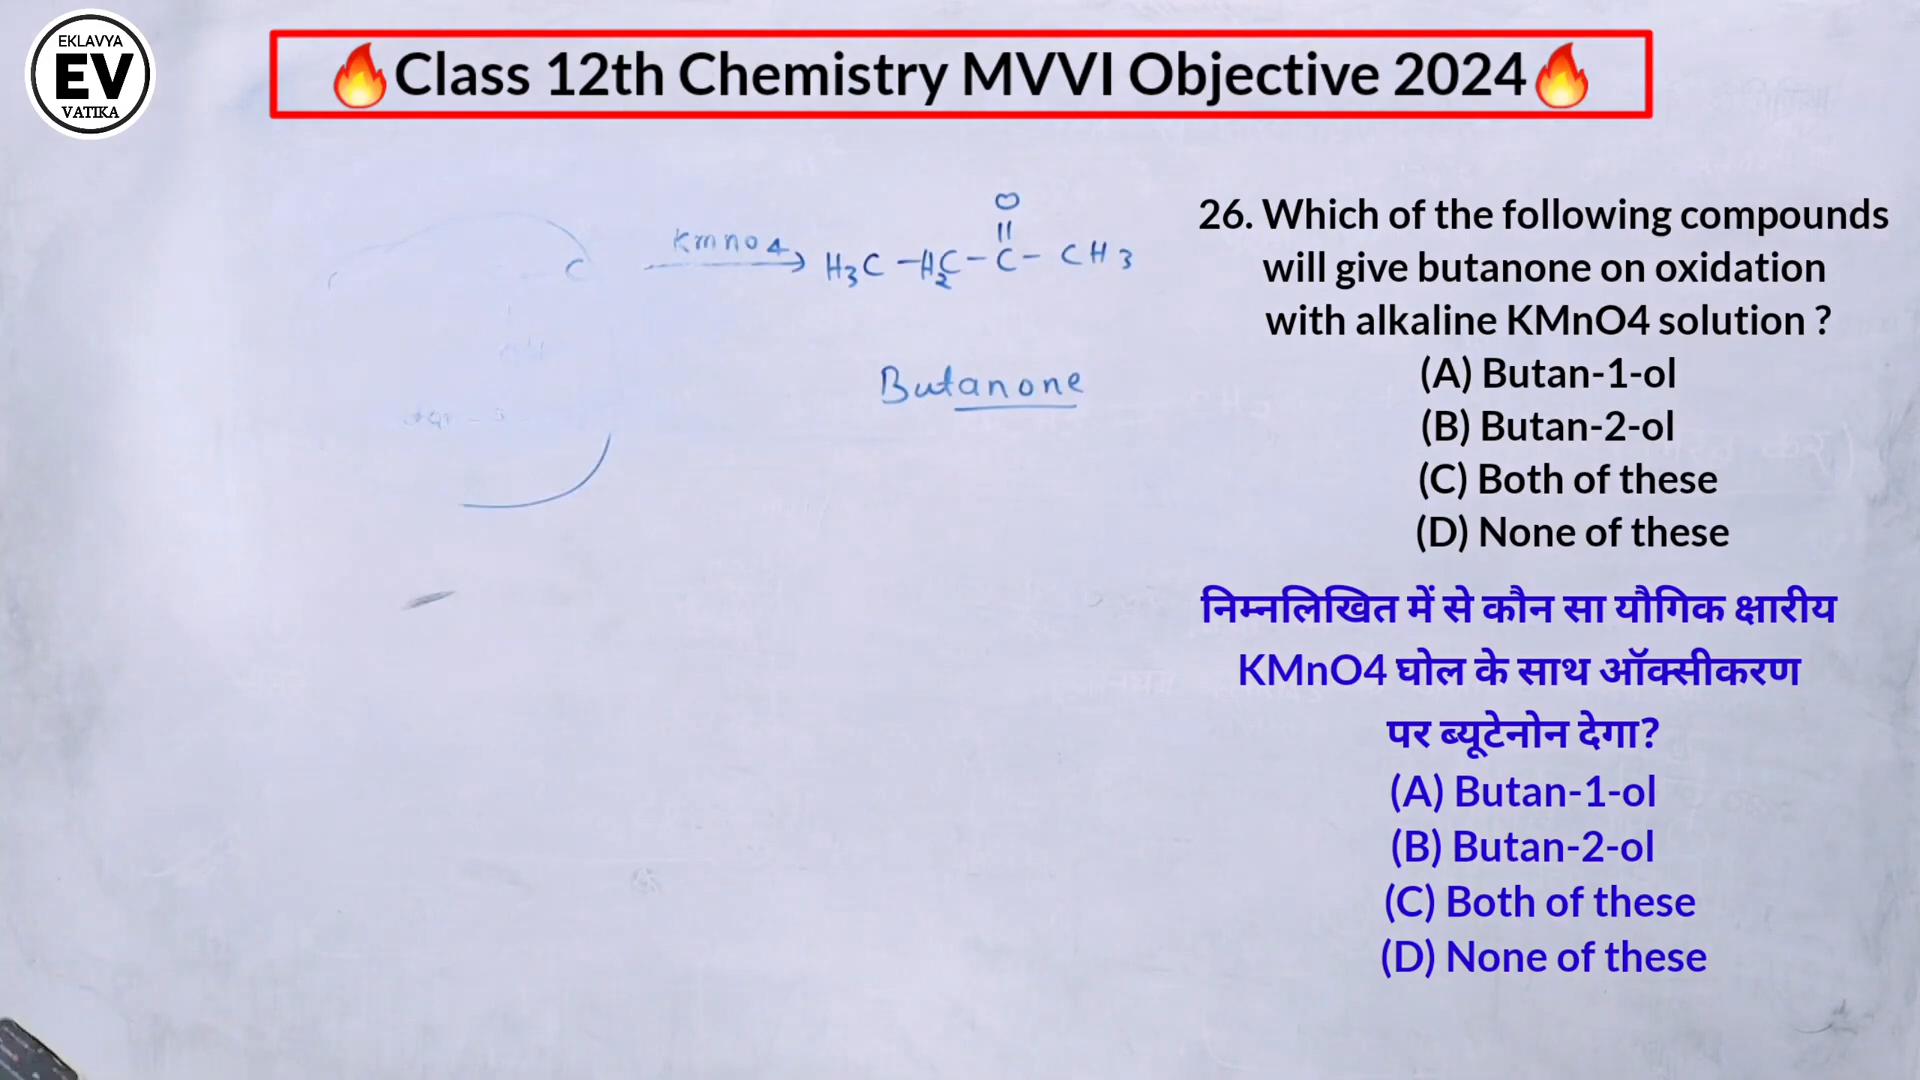 EKLAVYA
EV
VATIKA
🔥Class 12th Chemistry MVVI Objective 2024🔥
O
||
Kmno4 H3C - H2C - C - CH3
C
Butanone
26. Which of the following compounds
will give butanone on oxidation
with alkaline KMnO4 solution ?
(A) Butan-1-ol
(B) Butan-2-ol
(C) Both of these
(D) None of these
निम्नलिखित में से कौन सा यौगिक क्षारीय
KMnO4 घोल के साथ ऑक्सीकरण
पर ब्यूटेनोन देगा?
(A) Butan-1-ol
(B) Butan-2-ol
(C) Both of these
(D) None of these